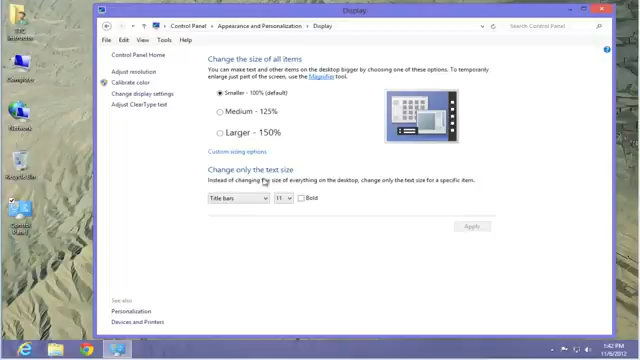 Display
Control Panel ▸ Appearance and Personalization ▸ Display
Search Control Panel
File Edit View Tools Help
Control Panel Home
Adjust resolution
Calibrate color
Change display settings
Adjust ClearType text
Change the size of all items
You can make text and other items on the desktop bigger by choosing one of these options. To temporarily
enlarge just part of the screen, use the Magnifier tool.
Smaller - 100% (default)
Medium - 125%
Larger - 150%
Custom sizing options
Change only the text size
Instead of changing the size of everything on the desktop, change only the text size for a specific item.
Title bars 11 Bold
Apply
See also
Personalization
Devices and Printers
Computer
Network
Recycle Bin
Control
Panel
1:42 PM
11/6/2012